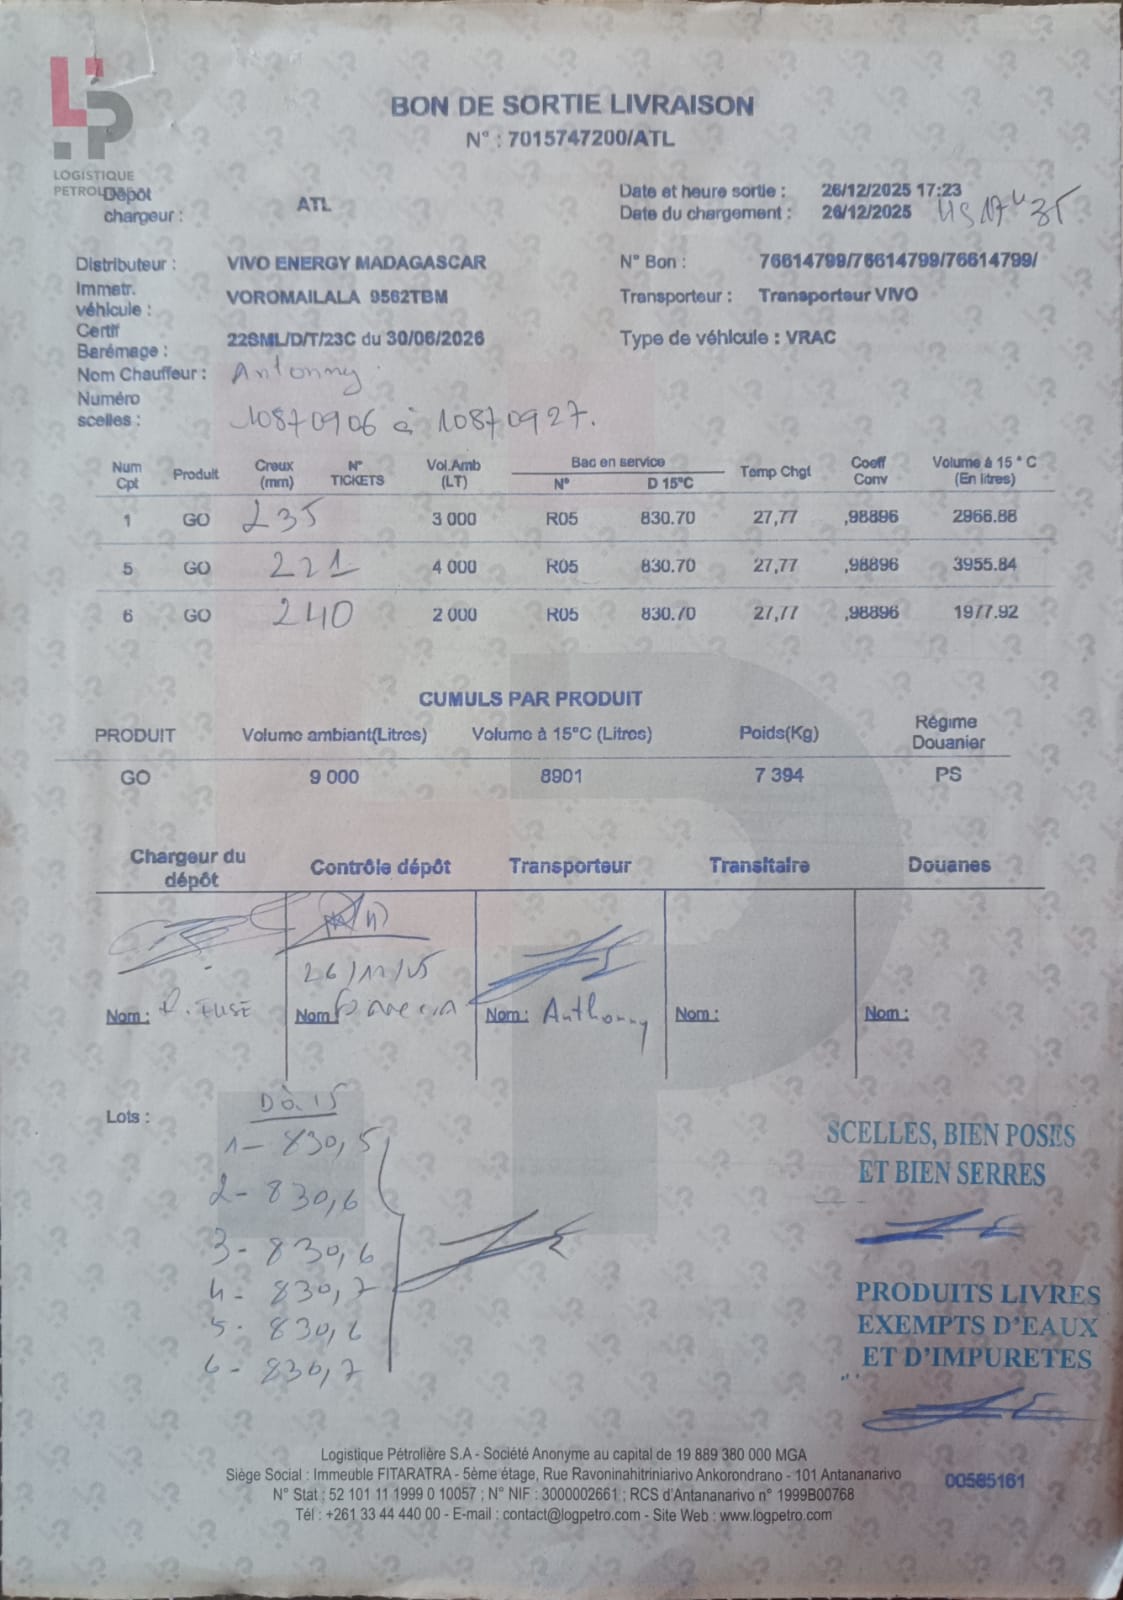 LOGISTIQUE
PETROL
BON DE SORTIE LIVRAISON
N° : 7015747200/ATL
Dépôt chargeur : ATL
Date et heure sortie : 26/12/2025 17:23
Date du chargement : 26/12/2025 HS 17H35
Distributeur : VIVO ENERGY MADAGASCAR
N° Bon : 76614799/76614799/76614799/
Immatr. véhicule : VOROMAILALA 9562TBM
Transporteur : Transporteur VIVO
Certif Barémage : 22SML/D/T/23C du 30/06/2026
Type de véhicule : VRAC
Nom Chauffeur : Antonny
Numéro scelles : 10870906 à 10870927.
Num Cpt Produit Creux (mm) N° TICKETS Vol.Amb (LT) Bac en service N° D 15°C Temp Chgt Coeff Conv Volume à 15 ° C (En litres)
1 GO 235 3 000 R05 830.70 27,77 ,98896 2966.88
5 GO 221 4 000 R05 830.70 27,77 ,98896 3955.84
6 GO 240 2 000 R05 830.70 27,77 ,98896 1977.92
CUMULS PAR PRODUIT
PRODUIT Volume ambiant(Litres) Volume à 15°C (Litres) Poids(Kg) Régime Douanier
GO 9 000 8901 7 394 PS
Chargeur du dépôt Contrôle dépôt Transporteur Transitaire Douanes
26/12/25
Nom : Nom Nom : Anthonny Nom : Nom :
Lots :
D à 15
1- 830,5
2- 830,6
3- 830,6
4- 830,7
5- 830,6
6- 830,7
SCELLES, BIEN POSES
ET BIEN SERRES
PRODUITS LIVRES
EXEMPTS D'EAUX
ET D'IMPURETES
Logistique Pétrolière S.A - Société Anonyme au capital de 19 889 380 000 MGA
Siège Social : Immeuble FITARATRA - 5ème étage, Rue Ravoninahitriniarivo Ankorondrano - 101 Antananarivo
N° Stat : 52 101 11 1999 0 10057 ; N° NIF : 3000002661 ; RCS d'Antananarivo n° 1999B00768
Tél : +261 33 44 440 00 - E-mail : contact@logpetro.com - Site Web : www.logpetro.com
00585161